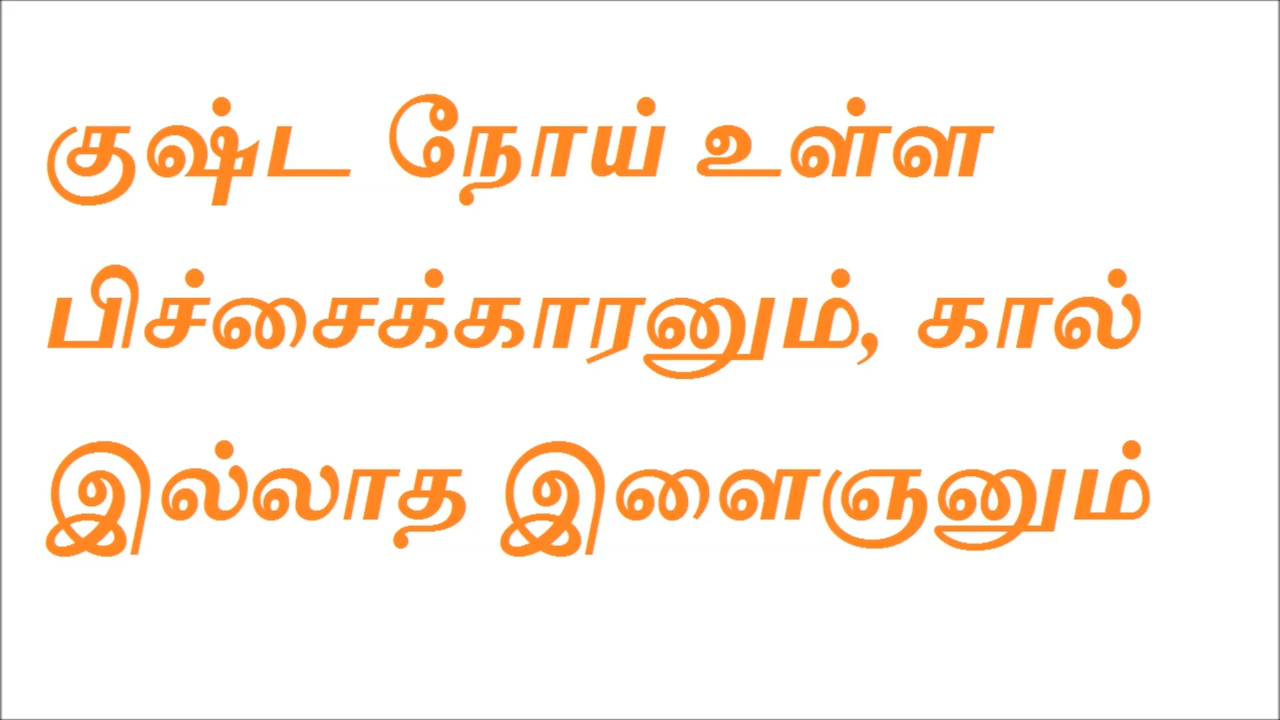 குஷ்ட நோய் உள்ள
பிச்சைக்காரனும், கால்
இல்லாத இளைஞனும்